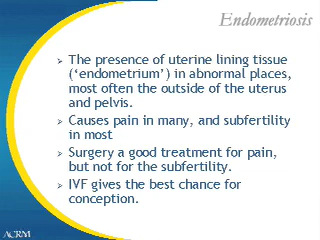 Endometriosis
The presence of uterine lining tissue
(‘endometrium’) in abnormal places,
most often the outside of the uterus
and pelvis.
Causes pain in many, and subfertility
in most
Surgery a good treatment for pain,
but not for the subfertility.
IVF gives the best chance for
conception.
ACRM